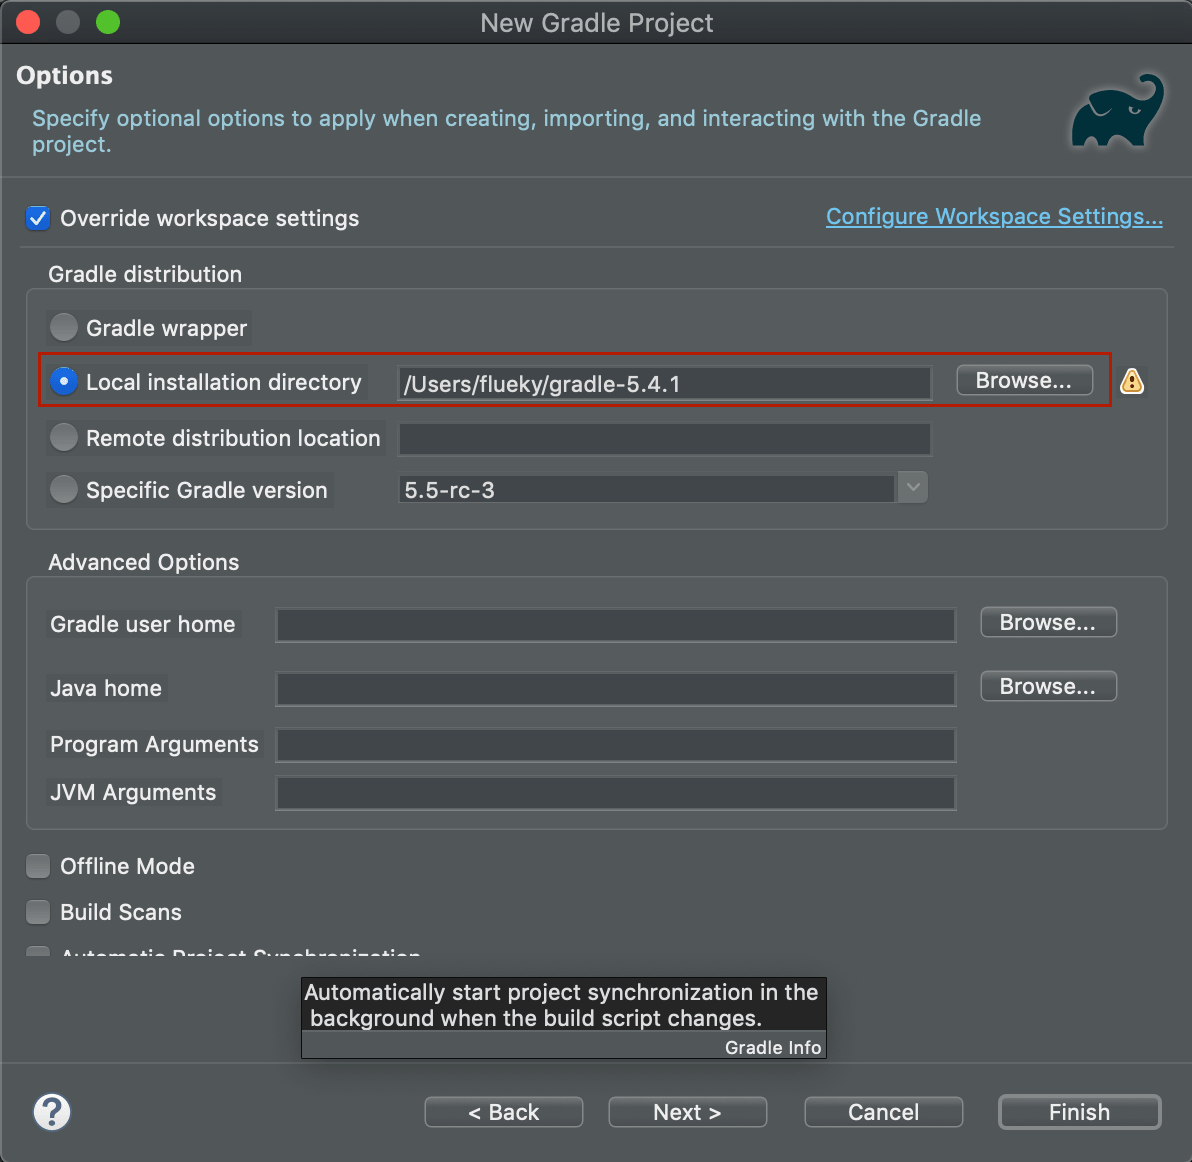 New Gradle Project
Options
Specify optional options to apply when creating, importing, and interacting with the Gradle
project.
Override workspace settings
Configure Workspace Settings...
Gradle distribution
Gradle wrapper
Local installation directory
/Users/flueky/gradle-5.4.1
Browse...
Remote distribution location
Specific Gradle version
5.5-rc-3
Advanced Options
Gradle user home
Browse...
Java home
Browse...
Program Arguments
JVM Arguments
Offline Mode
Build Scans
Automatic Project Synchronization
Automatically start project synchronization in the
background when the build script changes.
Gradle Info
?
< Back
Next >
Cancel
Finish